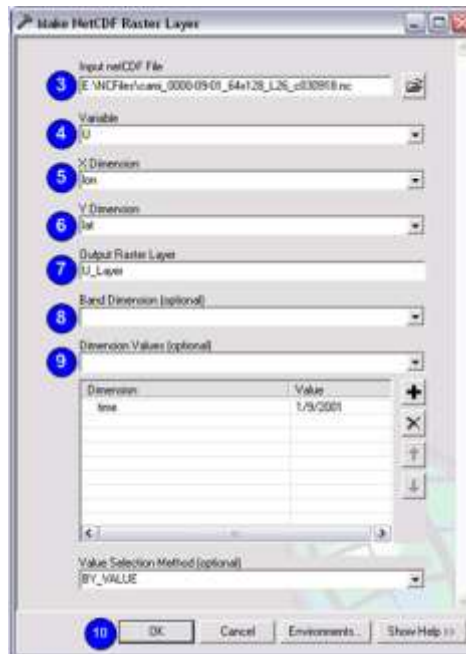 Make NetCDF Raster Layer
Input netCDF File
3 E:\NCFiles\cami_0000-09-01_64x128_L26_c030918.nc
Variable
4 U
X Dimension
5 lon
Y Dimension
6 lat
Output Raster Layer
7 U_Layer
Band Dimension (optional)
8
Dimension Values (optional)
9
Dimension Value
time 1/9/2001
Value Selection Method (optional)
BY_VALUE
10 OK Cancel Environments... Show Help >>